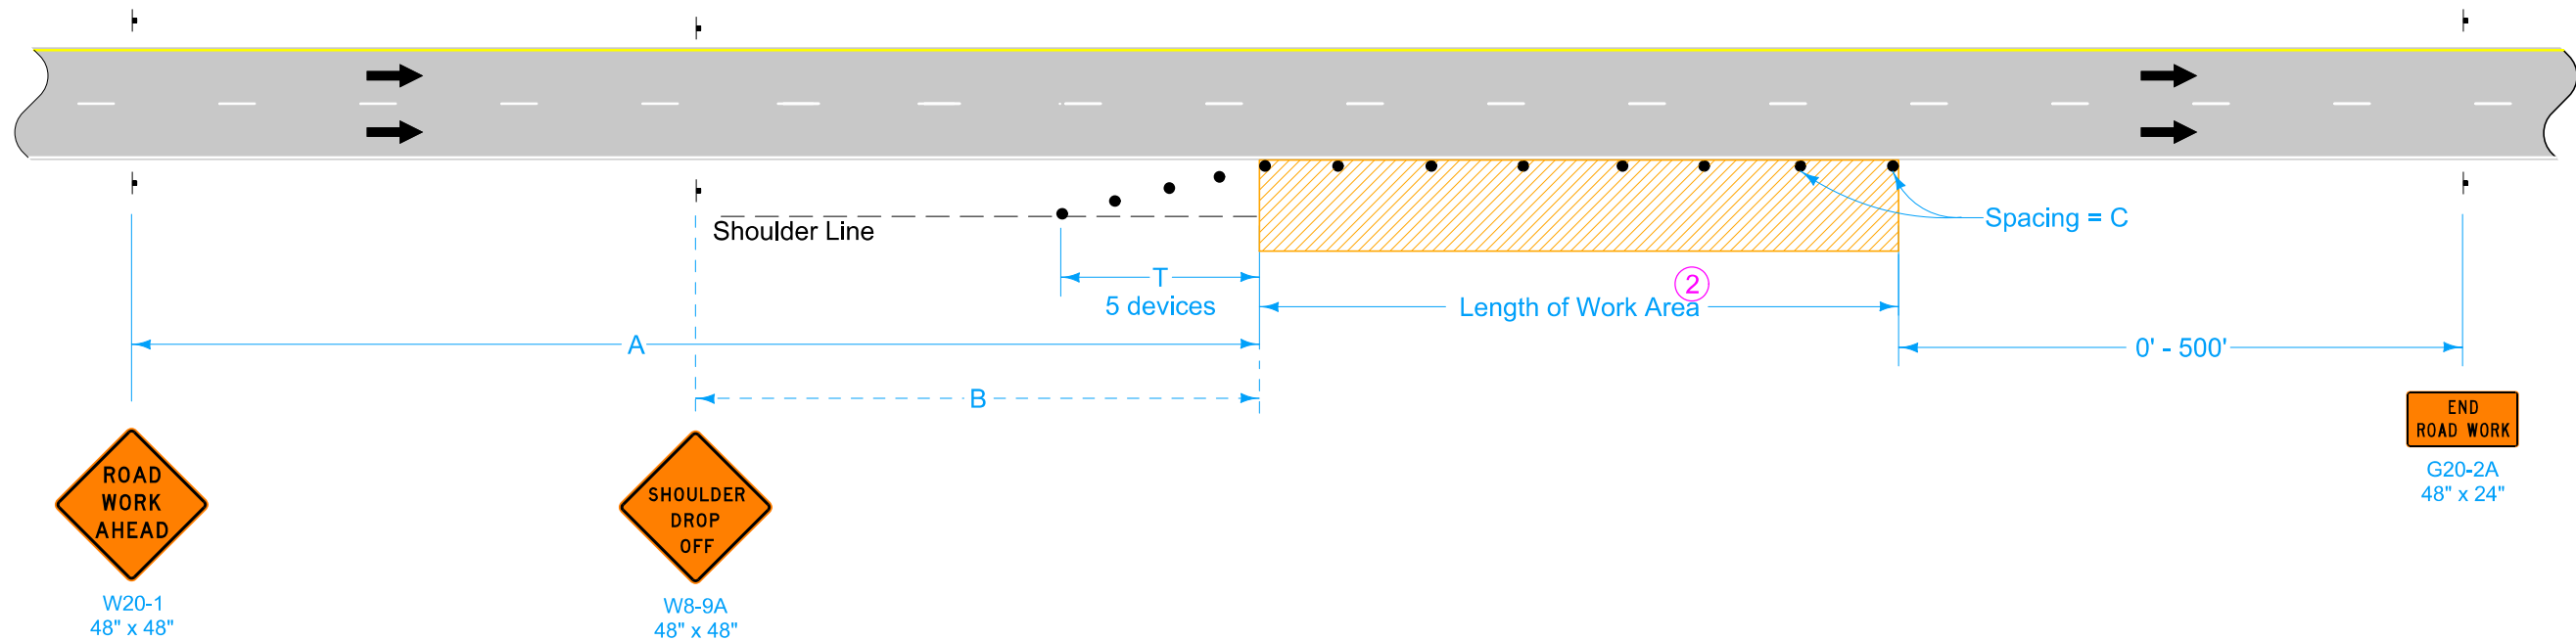 Shoulder Line
Spacing = C
T
5 devices
②
Length of Work Area
A
0' - 500'
B
ROAD
WORK
AHEAD
W20-1
48" x 48"
SHOULDER
DROP
OFF
W8-9A
48" x 48"
END
ROAD WORK
G20-2A
48" x 24"